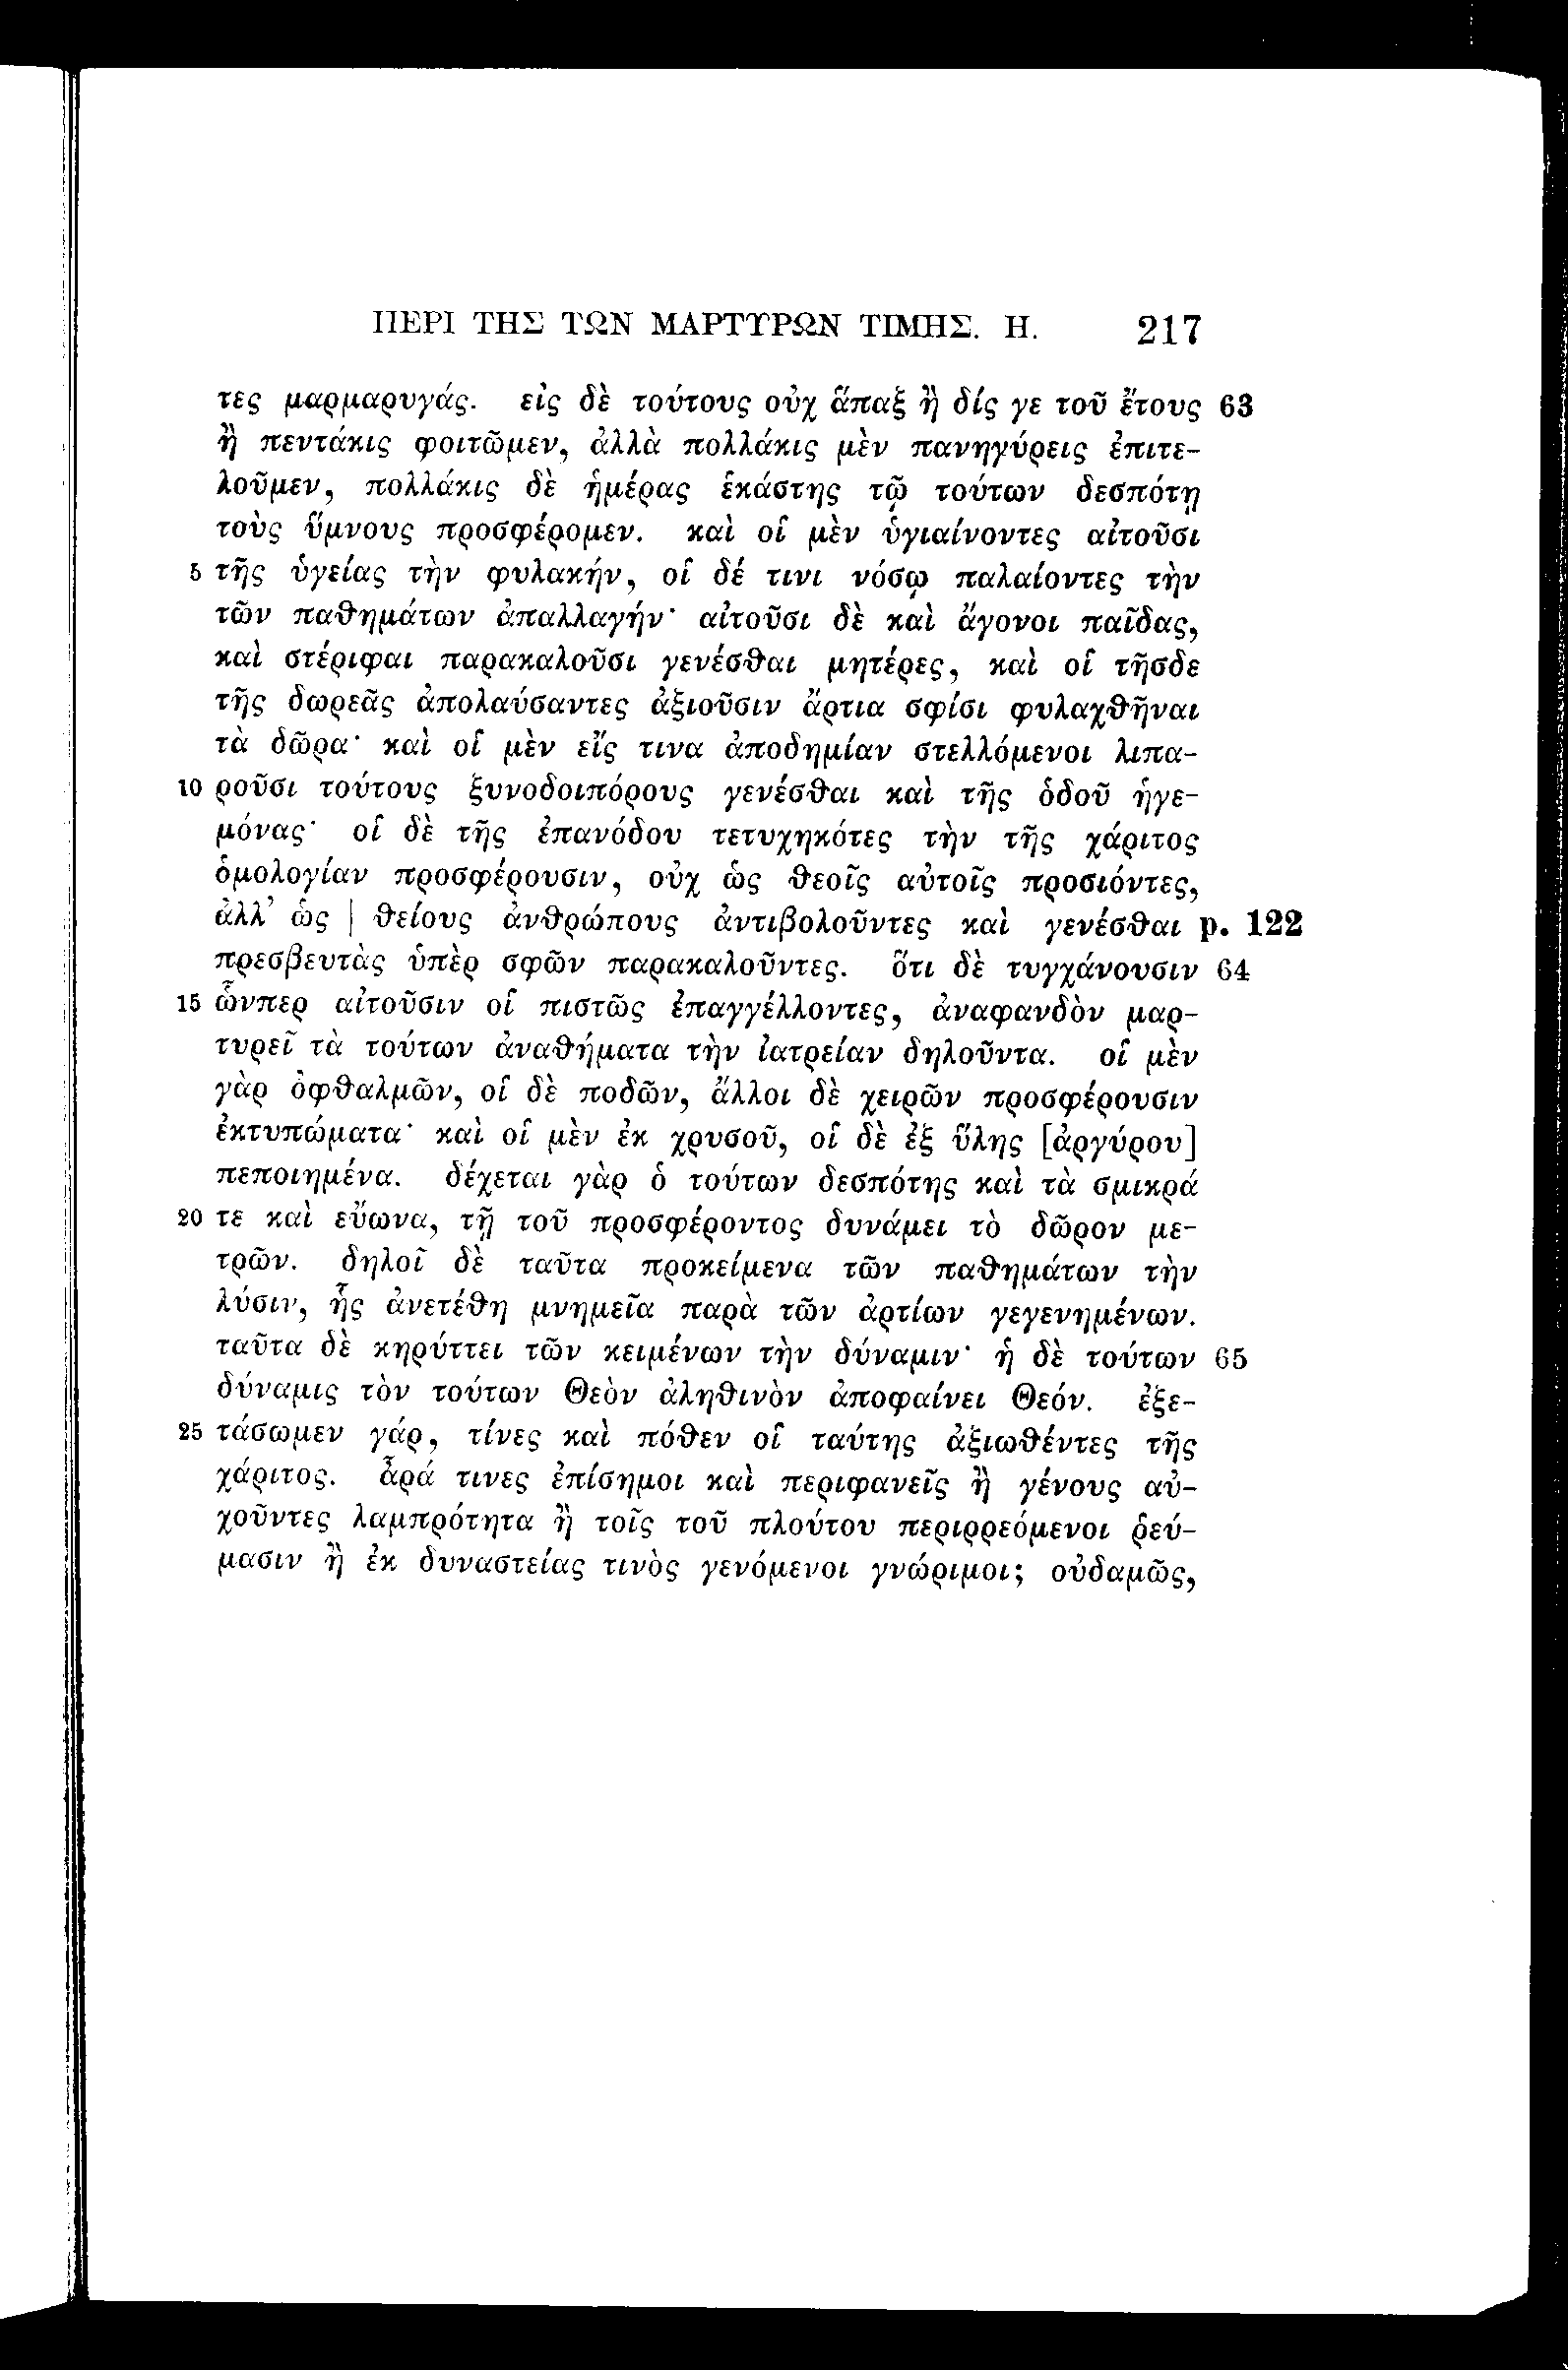 ΠΕΡΙ ΤΗΣ ΤΩΝ ΜΑΡΤΥΡΩΝ ΤΙΜΗΣ. Η. 217
τες μαρμαρυγάς. εἰς δὲ τούτους οὐχ ἅπαξ ἢ δίς γε τοῦ ἔτους 63
ἢ πεντάκις φοιτῶμεν, ἀλλὰ πολλάκις μὲν πανηγύρεις ἐπιτε-
λοῦμεν, πολλάκις δὲ ἡμέρας ἑκάστης τῷ τούτων δεσπότῃ
τοὺς ὕμνους προσφέρομεν. καὶ οἱ μὲν ὑγιαίνοντες αἰτοῦσι
5 τῆς ὑγείας τὴν φυλακήν, οἱ δέ τινι νόσῳ παλαίοντες τὴν
τῶν παθημάτων ἀπαλλαγήν· αἰτοῦσι δὲ καὶ ἄγονοι παῖδας,
καὶ στέριφαι παρακαλοῦσι γενέσθαι μητέρες, καὶ οἱ τῆσδε
τῆς δωρεᾶς ἀπολαύσαντες ἀξιοῦσιν ἄρτια σφίσι φυλαχθῆναι
τὰ δῶρα· καὶ οἱ μὲν εἴς τινα ἀποδημίαν στελλόμενοι λιπα-
10 ροῦσι τούτους ξυνοδοιπόρους γενέσθαι καὶ τῆς ὁδοῦ ἡγε-
μόνας· οἱ δὲ τῆς ἐπανόδου τετυχηκότες τὴν τῆς χάριτος
ὁμολογίαν προσφέρουσιν, οὐχ ὡς θεοῖς αὐτοῖς προσιόντες,
ἀλλ’ ὡς | θείους ἀνθρώπους ἀντιβολοῦντες καὶ γενέσθαι p. 122
πρεσβευτὰς ὑπὲρ σφῶν παρακαλοῦντες. ὅτι δὲ τυγχάνουσιν 64
15 ὧνπερ αἰτοῦσιν οἱ πιστῶς ἐπαγγέλλοντες, ἀναφανδὸν μαρ-
τυρεῖ τὰ τούτων ἀναθήματα τὴν ἰατρείαν δηλοῦντα. οἱ μὲν
γὰρ ὀφθαλμῶν, οἱ δὲ ποδῶν, ἄλλοι δὲ χειρῶν προσφέρουσιν
ἐκτυπώματα· καὶ οἱ μὲν ἐκ χρυσοῦ, οἱ δὲ ἐξ ὕλης [ἀργύρου]
πεποιημένα. δέχεται γὰρ ὁ τούτων δεσπότης καὶ τὰ σμικρά
20 τε καὶ εὔωνα, τῇ τοῦ προσφέροντος δυνάμει τὸ δῶρον με-
τρῶν. δηλοῖ δὲ ταῦτα προκείμενα τῶν παθημάτων τὴν
λύσιν, ἧς ἀνετέθη μνημεῖα παρὰ τῶν ἀρτίων γεγενημένων.
ταῦτα δὲ κηρύττει τῶν κειμένων τὴν δύναμιν· ἡ δὲ τούτων 65
δύναμις τὸν τούτων Θεὸν ἀληθινὸν ἀποφαίνει Θεόν. ἐξε-
25 τάσωμεν γάρ, τίνες καὶ πόθεν οἱ ταύτης ἀξιωθέντες τῆς
χάριτος. ἆρά τινες ἐπίσημοι καὶ περιφανεῖς ἢ γένους αὐ-
χοῦντες λαμπρότητα ἢ τοῖς τοῦ πλούτου περιρρεόμενοι ῥεύ-
μασιν ἢ ἐκ δυναστείας τινὸς γενόμενοι γνώριμοι; οὐδαμῶς,